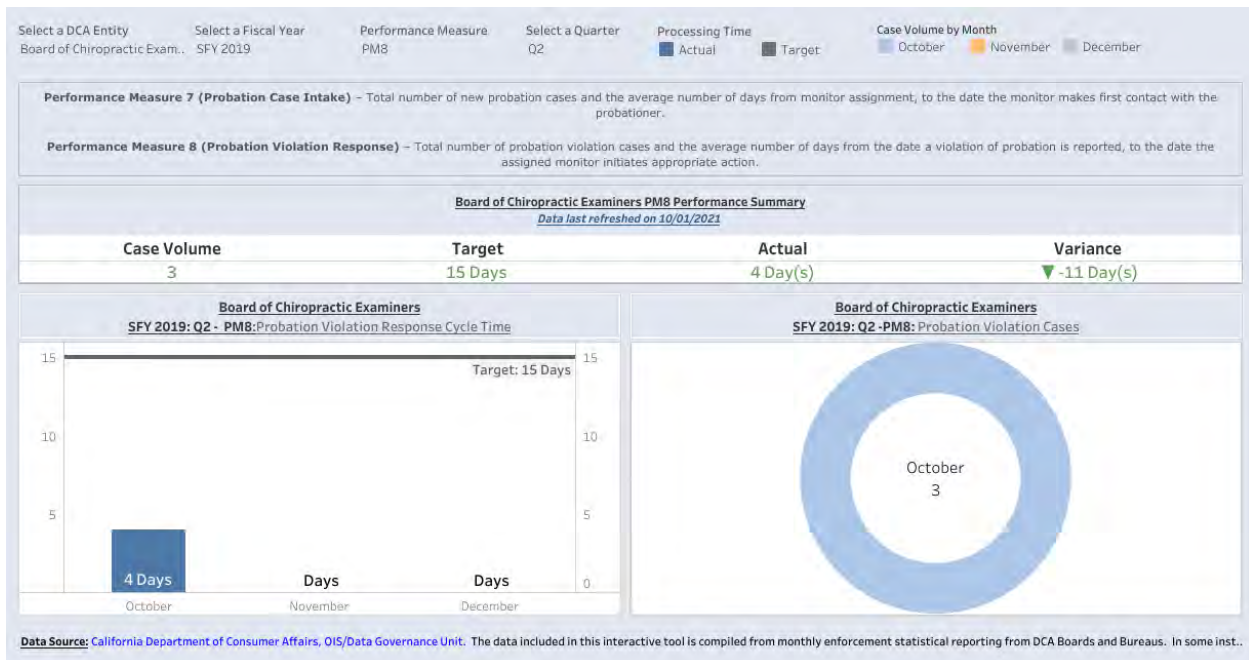 Select a DCA Entity
Board of Chiropractic Exam..
Select a Fiscal Year
SFY 2019
Performance Measure
PM8
Select a Quarter
Q2
Processing Time
Actual
Target
Case Volume by Month
October
November
December
Performance Measure 7 (Probation Case Intake) – Total number of new probation cases and the average number of days from monitor assignment, to the date the monitor makes first contact with the
probationer.
Performance Measure 8 (Probation Violation Response) – Total number of probation violation cases and the average number of days from the date a violation of probation is reported, to the date the
assigned monitor initiates appropriate action.
Board of Chiropractic Examiners PM8 Performance Summary
Data last refreshed on 10/01/2021
Case Volume Target Actual Variance
3 15 Days 4 Day(s) ▼ -11 Day(s)
Board of Chiropractic Examiners
SFY 2019: Q2 - PM8:Probation Violation Response Cycle Time
15 15
Target: 15 Days
10 10
5 5
0
4 Days Days Days
October November December
Board of Chiropractic Examiners
SFY 2019: Q2 -PM8: Probation Violation Cases
October
3
Data Source: California Department of Consumer Affairs, OIS/Data Governance Unit. The data included in this interactive tool is compiled from monthly enforcement statistical reporting from DCA Boards and Bureaus. In some inst..